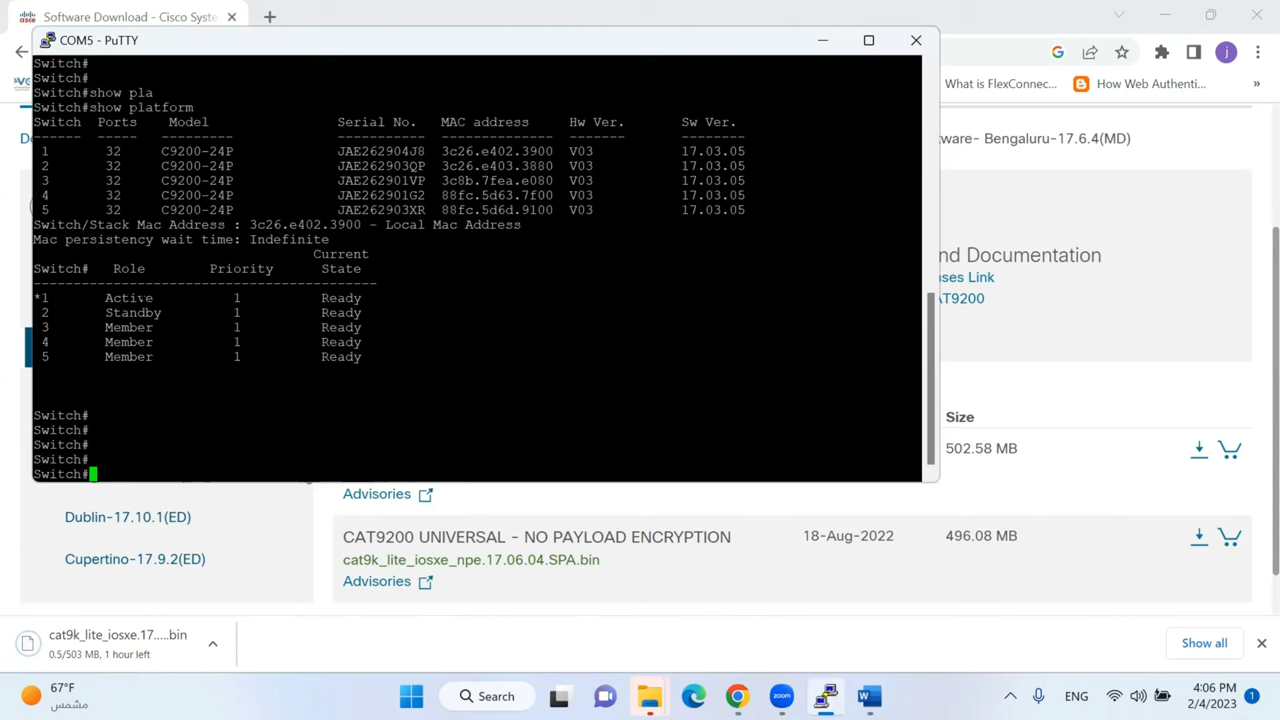 Software Download - Cisco Syste
COM5 - PuTTY
Switch#
Switch#
Switch#show pla
Switch#show platform
Switch Ports Model Serial No. MAC address Hw Ver. Sw Ver.
------ ----- --------- ----------- -------------- ------- --------
1 32 C9200-24P JAE262904J8 3c26.e402.3900 V03 17.03.05
2 32 C9200-24P JAE262903QP 3c26.e403.3880 V03 17.03.05
3 32 C9200-24P JAE262901VP 3c8b.7fea.e080 V03 17.03.05
4 32 C9200-24P JAE262901G2 88fc.5d63.7f00 V03 17.03.05
5 32 C9200-24P JAE262903XR 88fc.5d6d.9100 V03 17.03.05
Switch/Stack Mac Address : 3c26.e402.3900 - Local Mac Address
Mac persistency wait time: Indefinite
Current
Switch# Role Priority State
-------------------------------------------
*1 Active 1 Ready
2 Standby 1 Ready
3 Member 1 Ready
4 Member 1 Ready
5 Member 1 Ready
Switch#
Switch#
Switch#
Switch#
Switch#
What is FlexConnec...
How Web Authenti...
»
j
tware- Bengaluru-17.6.4(MD)
nd Documentation
nses Link
AT9200
Size
502.58 MB
Advisories
Dublin-17.10.1(ED)
Cupertino-17.9.2(ED)
CAT9200 UNIVERSAL - NO PAYLOAD ENCRYPTION 18-Aug-2022 496.08 MB
cat9k_lite_iosxe_npe.17.06.04.SPA.bin
Advisories
cat9k_lite_iosxe.17.....bin
0.5/503 MB, 1 hour left
Show all
67°F
مشمس
Search
zoom
ENG
4:06 PM
2/4/2023
1